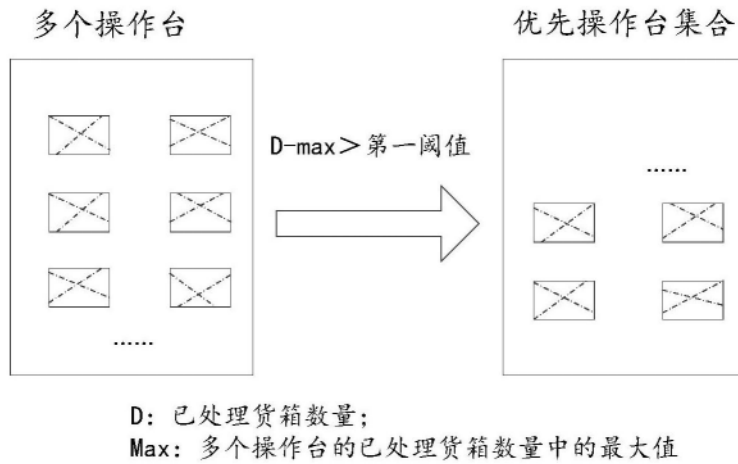 多个操作台
优先操作台集合
D-max＞第一阈值
……
……
D: 已处理货箱数量;
Max: 多个操作台的已处理货箱数量中的最大值